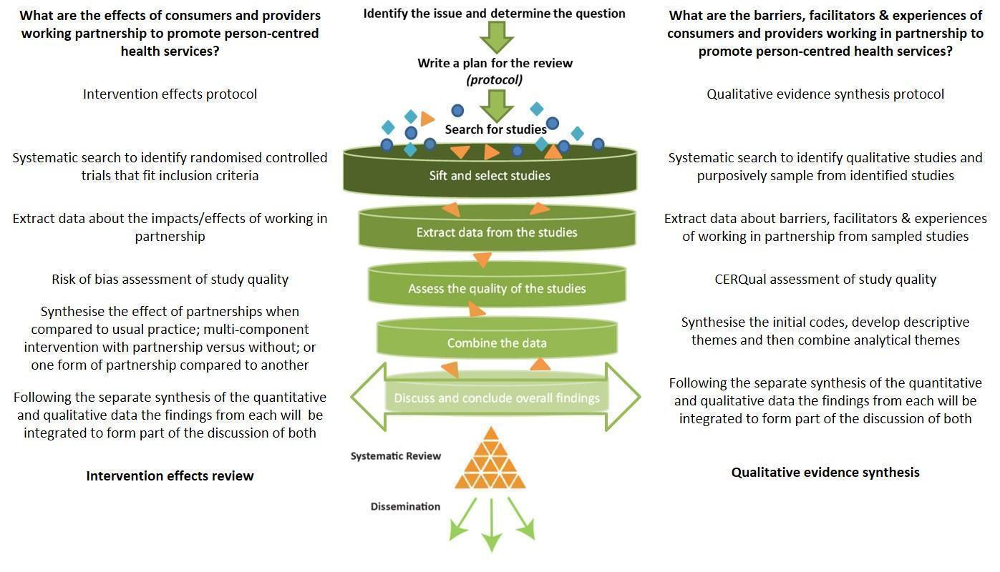 What are the effects of consumers and providers
working partnership to promote person-centred
health services?
Intervention effects protocol
Systematic search to identify randomised controlled
trials that fit inclusion criteria
Extract data about the impacts/effects of working in
partnership
Risk of bias assessment of study quality
Synthesise the effect of partnerships when
compared to usual practice; multi-component
intervention with partnership versus without; or
one form of partnership compared to another
Following the separate synthesis of the quantitative
and qualitative data the findings from each will be
integrated to form part of the discussion of both
Intervention effects review
Identify the issue and determine the question
Write a plan for the review
(protocol)
Search for studies
Sift and select studies
Extract data from the studies
Assess the quality of the studies
Combine the data
Discuss and conclude overall findings
Systematic Review
Dissemination
What are the barriers, facilitators & experiences of
consumers and providers working in partnership to
promote person-centred health services?
Qualitative evidence synthesis protocol
Systematic search to identify qualitative studies and
purposively sample from identified studies
Extract data about barriers, facilitators & experiences
of working in partnership from sampled studies
CERQual assessment of study quality
Synthesise the initial codes, develop descriptive
themes and then combine analytical themes
Following the separate synthesis of the quantitative
and qualitative data the findings from each will be
integrated to form part of the discussion of both
Qualitative evidence synthesis